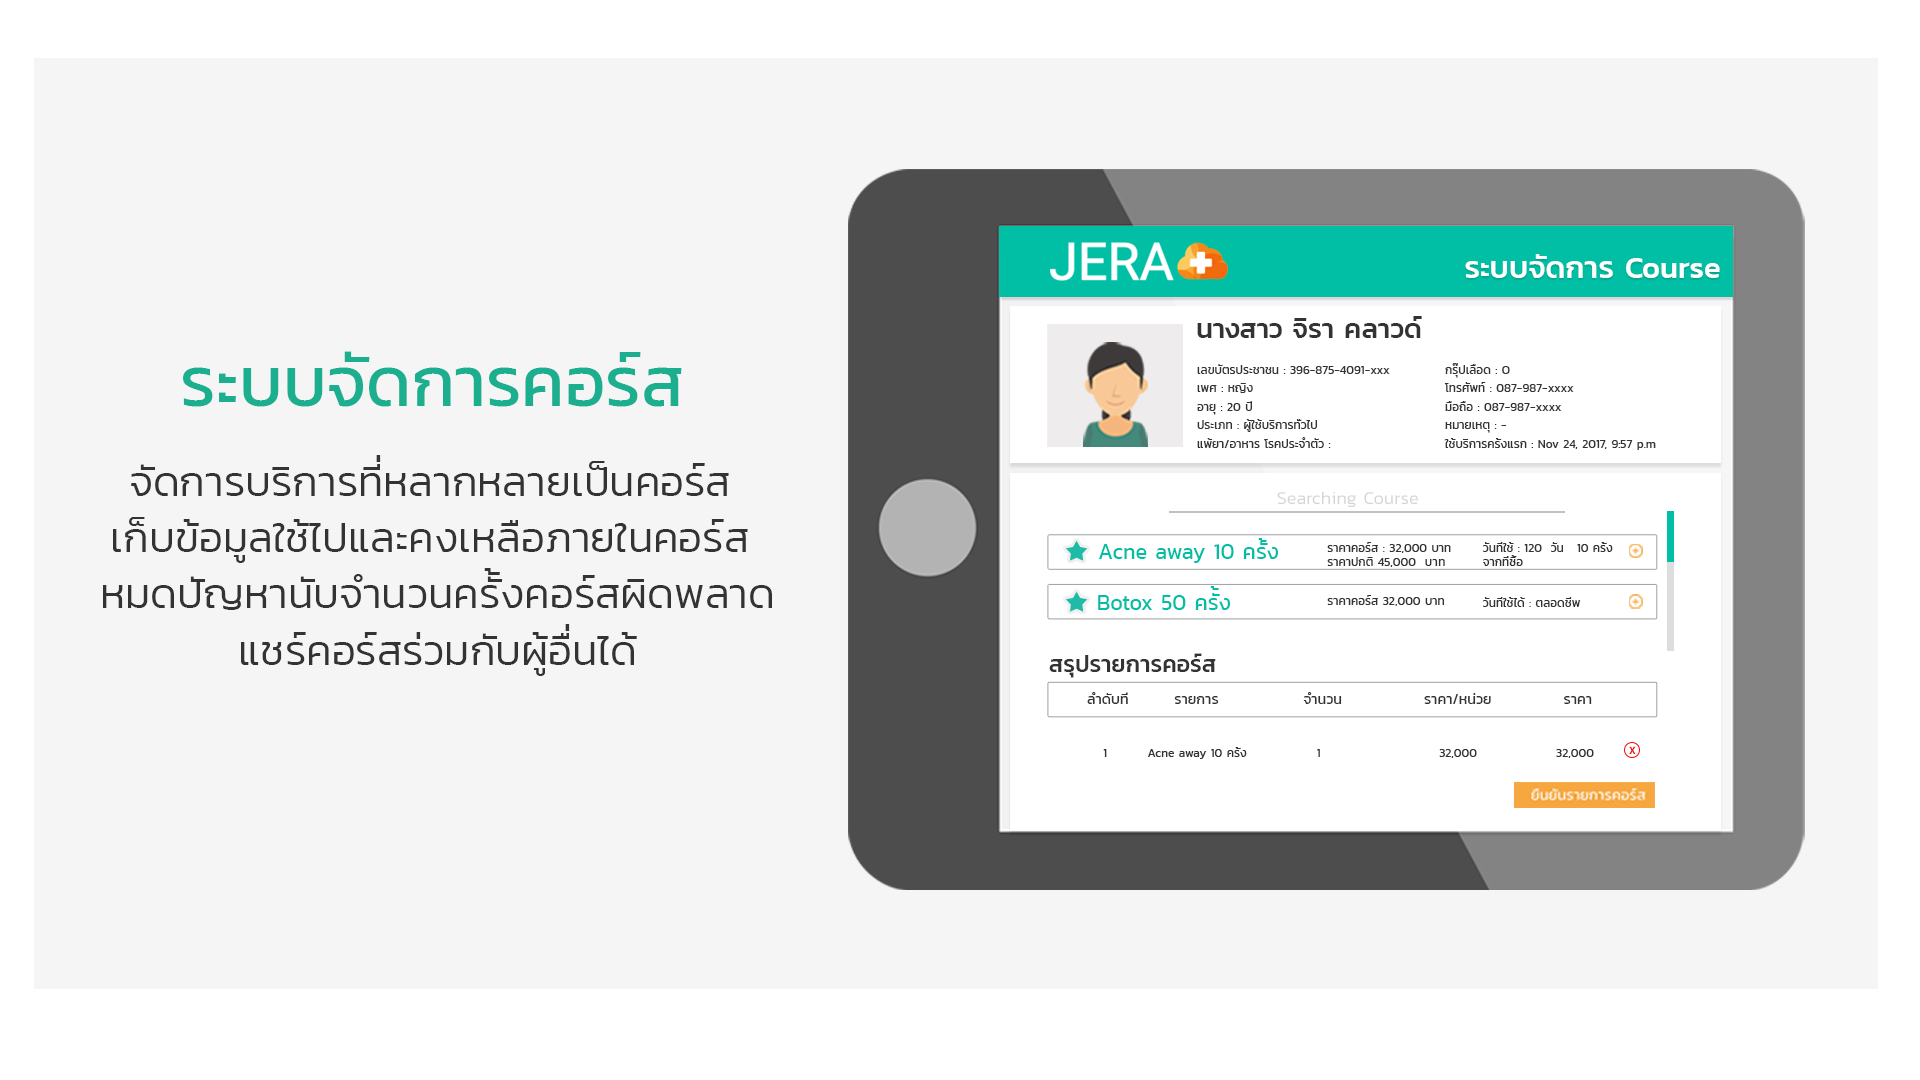 ระบบจัดการคอร์ส
จัดการบริการที่หลากหลายเป็นคอร์ส
เก็บข้อมูลใช้ไปและคงเหลือภายในคอร์ส
หมดปัญหานับจำนวนครั้งคอร์สผิดพลาด
แชร์คอร์สร่วมกับผู้อื่นได้
JERA
ระบบจัดการ Course
นางสาว จิรา คลาวด์
เลขบัตรประชาชน : 396-875-4091-xxx
เพศ : หญิง
อายุ : 20 ปี
ประเภท : ผู้ใช้บริการทั่วไป
แพ้ยา/อาหาร โรคประจำตัว :
กรุ๊ปเลือด : O
โทรศัพท์ : 087-987-xxxx
มือถือ : 087-987-xxxx
หมายเหตุ : -
ใช้บริการครั้งแรก : Nov 24, 2017, 9:57 p.m
Searching Course
Acne away 10 ครั้ง
ราคาคอร์ส : 32,000 บาท
ราคาปกติ 45,000 บาท
วันที่ใช้ : 120 วัน 10 ครั้ง
จากที่ซื้อ
Botox 50 ครั้ง
ราคาคอร์ส 32,000 บาท
วันที่ใช้ได้ : ตลอดชีพ
สรุปรายการคอร์ส
ลำดับที่ รายการ จำนวน ราคา/หน่วย ราคา
1 Acne away 10 ครั้ง 1 32,000 32,000 X
ยืนยันรายการคอร์ส